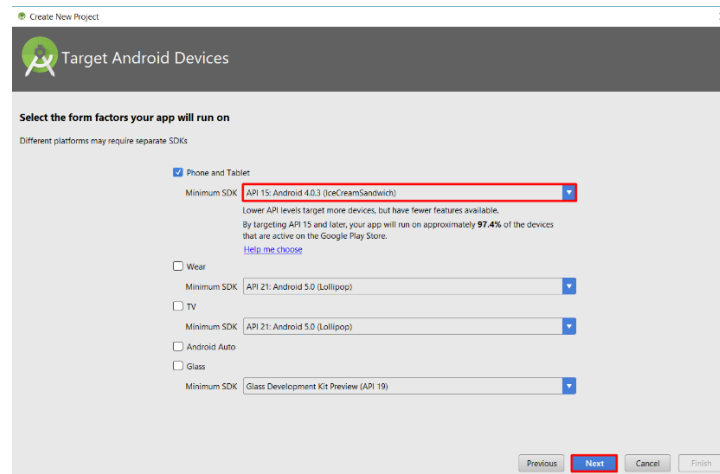 Create New Project
Target Android Devices
Select the form factors your app will run on
Different platforms may require separate SDKs
Phone and Tablet
Minimum SDK API 15: Android 4.0.3 (IceCreamSandwich)
Lower API levels target more devices, but have fewer features available.
By targeting API 15 and later, your app will run on approximately 97.4% of the devices
that are active on the Google Play Store.
Help me choose
Wear
Minimum SDK API 21: Android 5.0 (Lollipop)
TV
Minimum SDK API 21: Android 5.0 (Lollipop)
Android Auto
Glass
Minimum SDK Glass Development Kit Preview (API 19)
Previous Next Cancel Finish